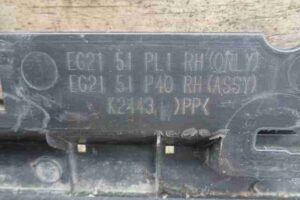 EG21 51 PL1 RH(ONLY)
EG21 51 P40 RH(ASSY)
K2443 >PP<